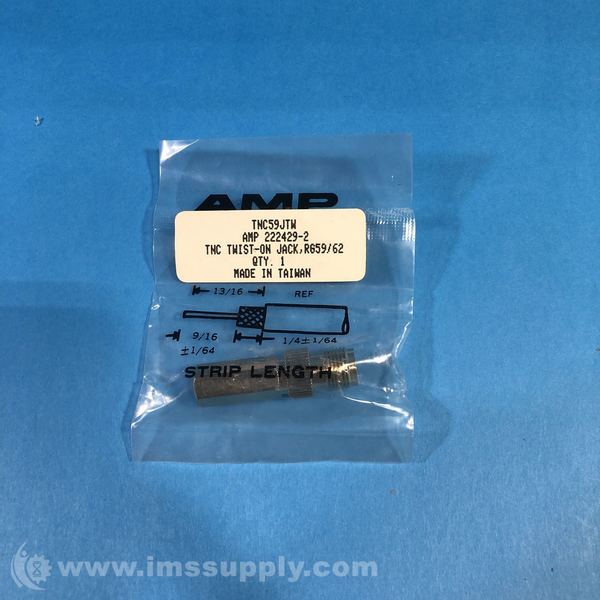 AMP
TNC59JTW
AMP 222429-2
TNC TWIST-ON JACK,RG59/62
QTY. 1
MADE IN TAIWAN
13/16 REF
9/16 1/4±1/64
±1/64
STRIP LENGTH
www.imssupply.com